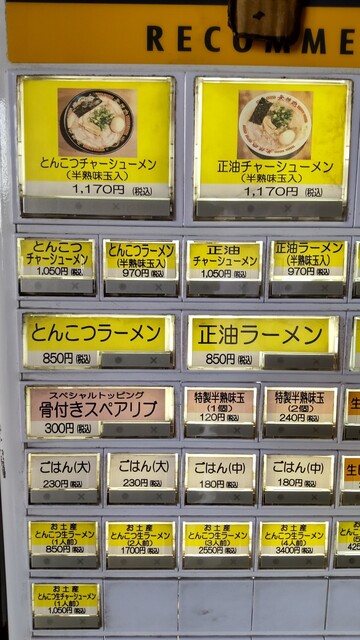 RECOMME
とんこつチャーシューメン
(半熟味玉入)
1,170円(税込)
正油チャーシューメン
(半熟味玉入)
1,170円(税込)
とんこつ
チャーシューメン
1,050円(税込)
とんこつラーメン
(半熟味玉入)
970円(税込)
正油
チャーシューメン
1,050円(税込)
正油ラーメン
(半熟味玉入)
970円(税込)
とんこつラーメン
850円(税込)
正油ラーメン
850円(税込)
スペシャルトッピング
骨付きスペアリブ
300円(税込)
特製半熟味玉
(1個)
120円(税込)
特製半熟味玉
(2個)
240円(税込)
ごはん(大)
230円(税込)
ごはん(大)
230円(税込)
ごはん(中)
180円(税込)
ごはん(中)
180円(税込)
お土産
とんこつ生ラーメン
(1人前)
850円(税込)
お土産
とんこつ生ラーメン
(2人前)
1700円(税込)
お土産
とんこつ生ラーメン
(3人前)
2550円(税込)
お土産
とんこつ生ラーメン
(4人前)
3400円(税込)
お土産
とんこつ生チャーシューメン
(1人前)
1,050円(税込)